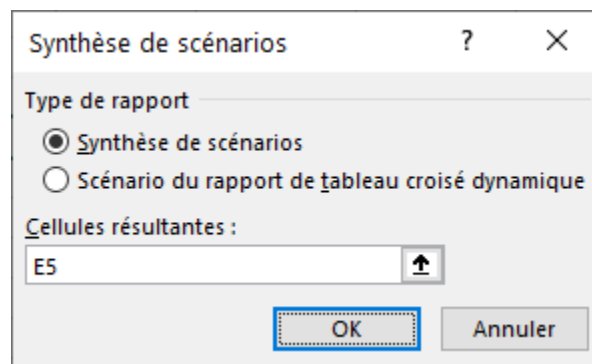 Synthèse de scénarios ? ×
Type de rapport
Synthèse de scénarios
Scénario du rapport de tableau croisé dynamique
Cellules résultantes :
E5
OK Annuler